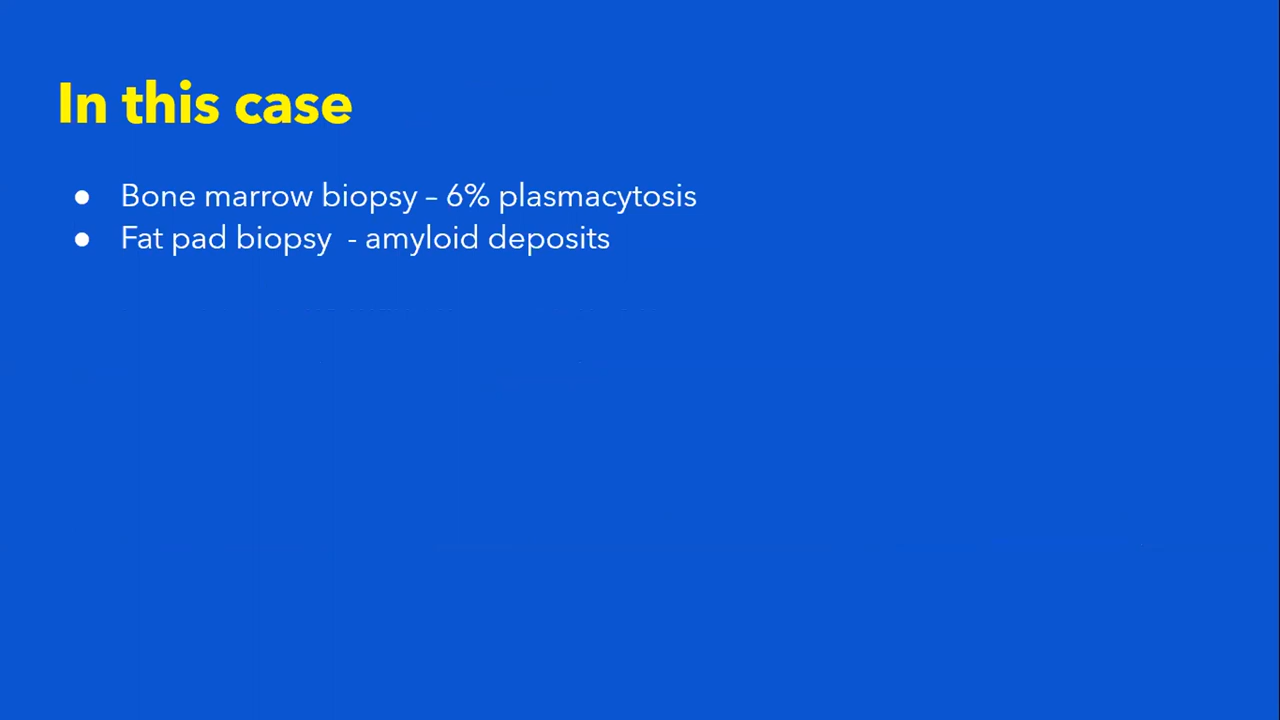 In this case
● Bone marrow biopsy – 6% plasmacytosis
● Fat pad biopsy  - amyloid deposits